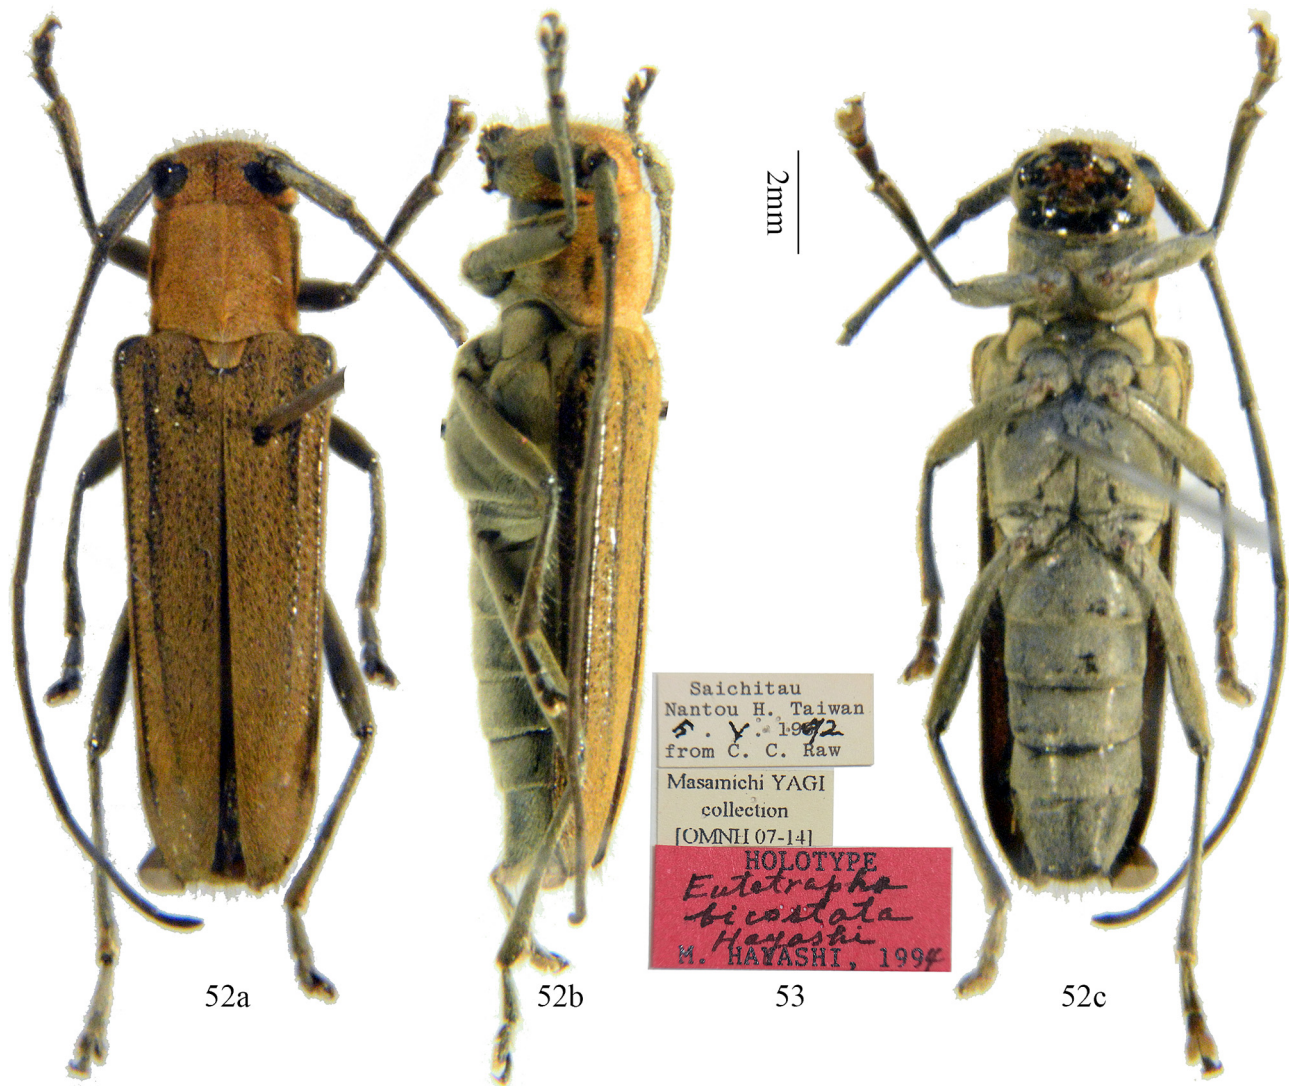 2mm
Saichitau
Nantou H. Taiwan
5 . V . 1972
from C. C. Raw
Masamichi YAGI
collection
[OMNH 07-14]
HOLOTYPE
Eutetrapha
bicostata
Hayashi
M. HAYASHI, 1994
52a
52b
53
52c